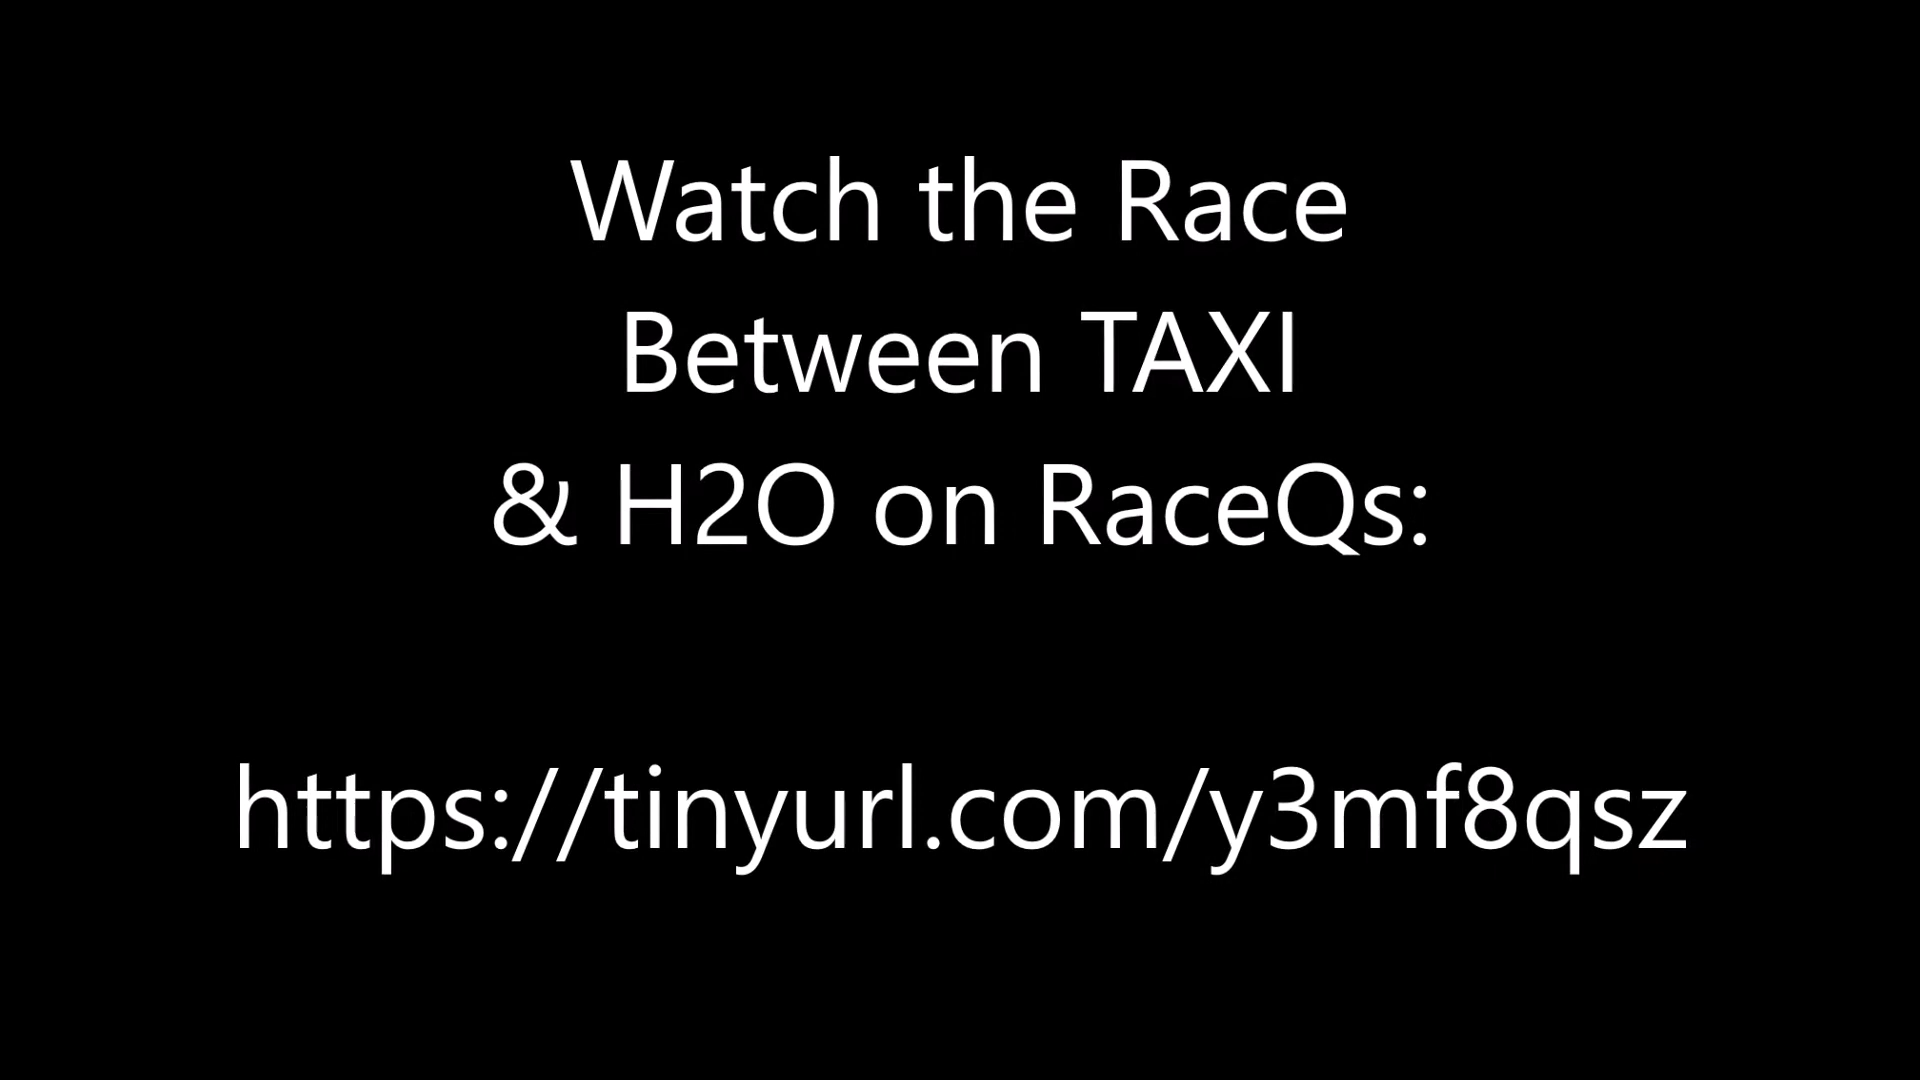 Watch the Race
Between TAXI
& H2O on RaceQs:
https://tinyurl.com/y3mf8qsz